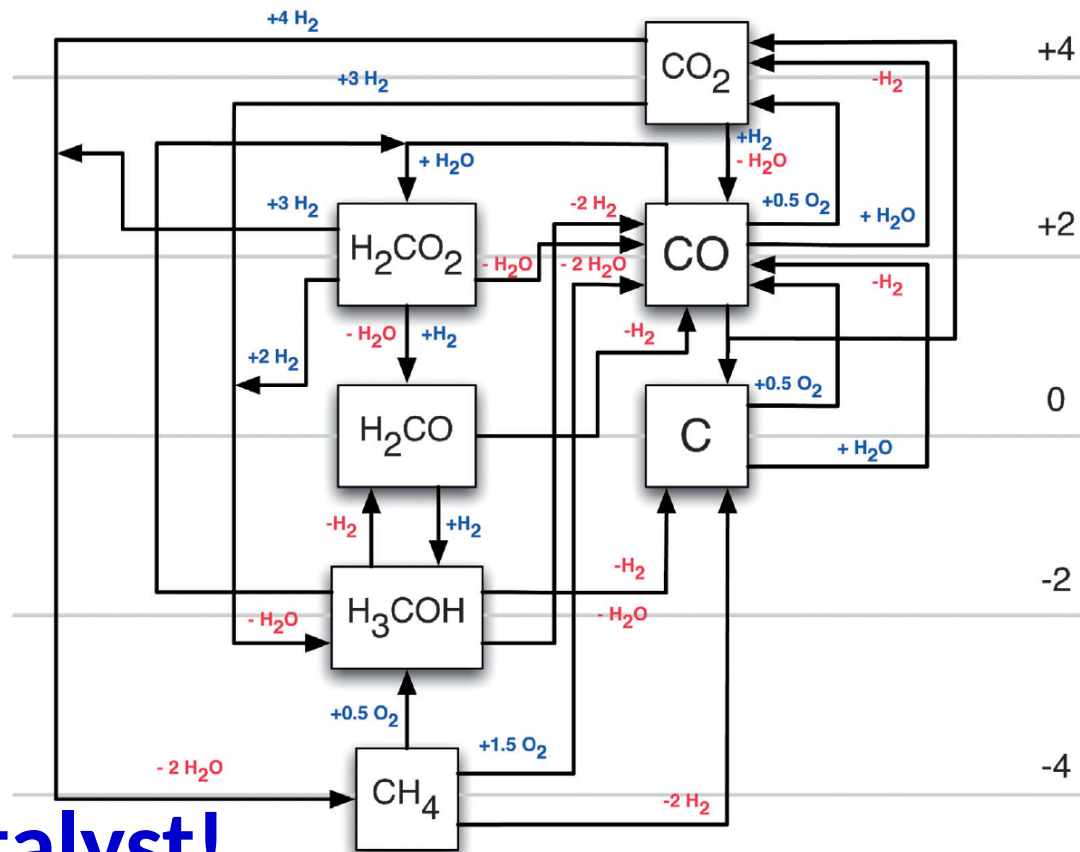 +4 H2
CO2
+4
+3 H2
-H2
+H2
- H2O
+ H2O
+3 H2
-2 H2
+0.5 O2
+ H2O
+2
H2CO2
CO
- H2O
- 2 H2O
-H2
- H2O
+H2
-H2
+2 H2
+0.5 O2
0
H2CO
C
+ H2O
-H2
+H2
-H2
-2
H3COH
- H2O
- H2O
+0.5 O2
+1.5 O2
- 2 H2O
-4
CH4
-2 H2
talyst!